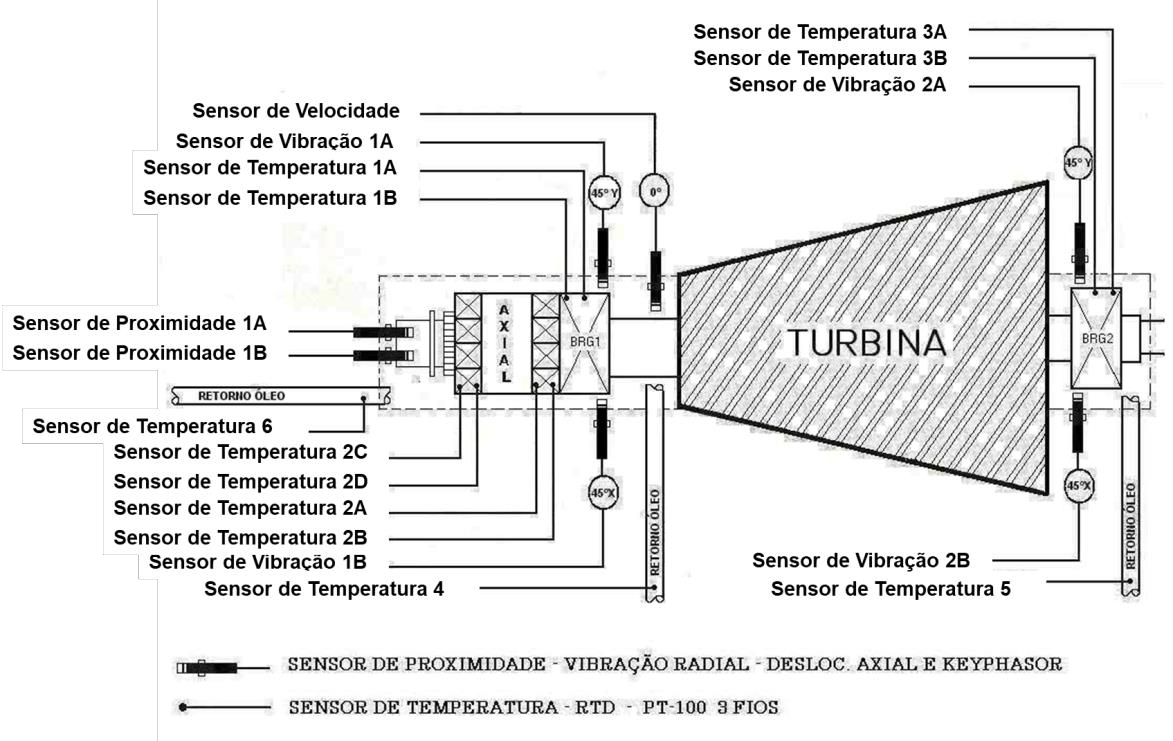 Sensor de Temperatura 3A
Sensor de Temperatura 3B
Sensor de Vibração 2A
Sensor de Velocidade
Sensor de Vibração 1A
Sensor de Temperatura 1A
Sensor de Temperatura 1B
45° Y
0°
45° Y
AXIAL
BRG1
TURBINA
BRG2
Sensor de Proximidade 1A
Sensor de Proximidade 1B
RETORNO ÓLEO
Sensor de Temperatura 6
Sensor de Temperatura 2C
Sensor de Temperatura 2D
Sensor de Temperatura 2A
Sensor de Temperatura 2B
Sensor de Vibração 1B
Sensor de Temperatura 4
45°X
RETORNO ÓLEO
45°X
RETORNO ÓLEO
Sensor de Vibração 2B
Sensor de Temperatura 5
SENSOR DE PROXIMIDADE - VIBRAÇÃO RADIAL - DESLOC. AXIAL E KEYPHASOR
SENSOR DE TEMPERATURA - RTD - PT-100 3 FIOS